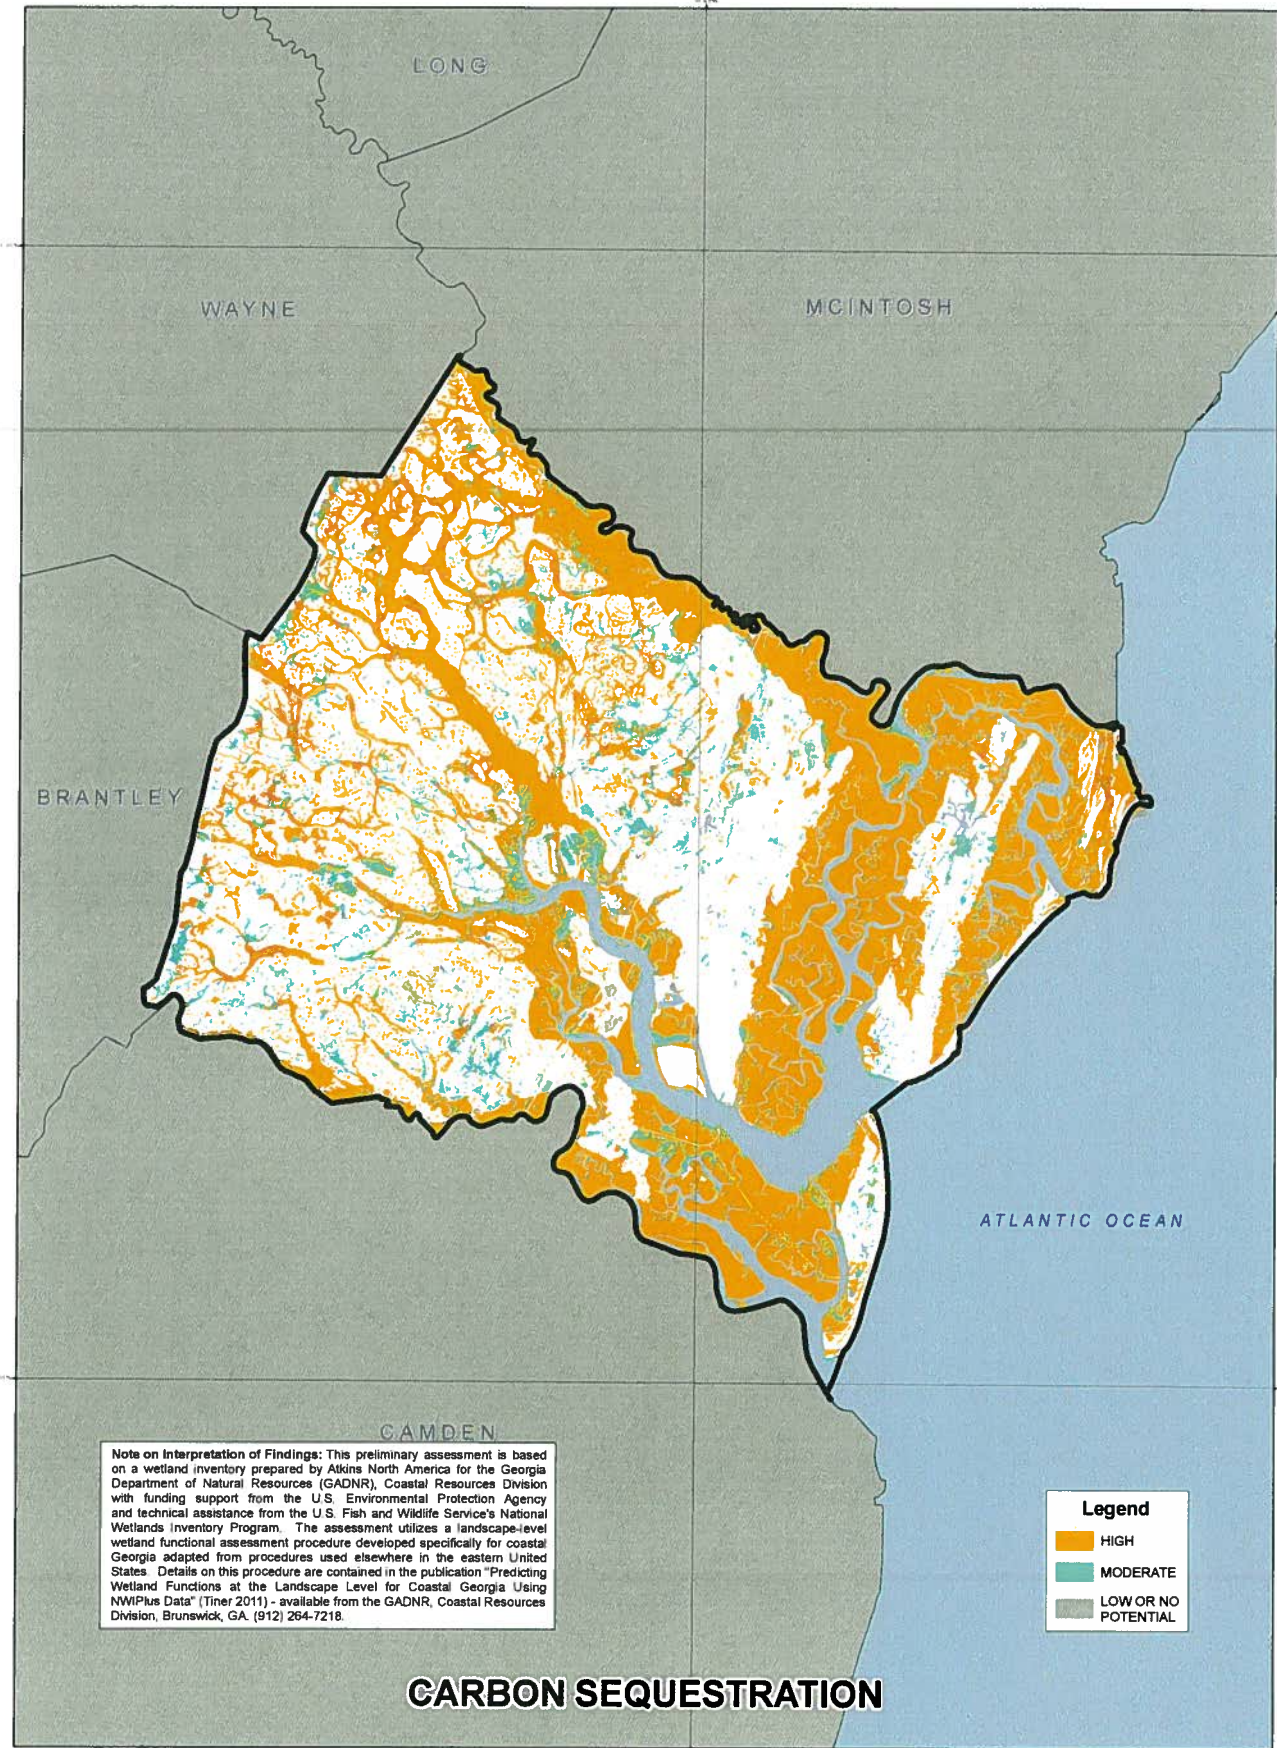 LONG
WAYNE
MCINTOSH
BRANTLEY
ATLANTIC OCEAN
CAMDEN
Note on Interpretation of Findings: This preliminary assessment is based
on a wetland inventory prepared by Atkins North America for the Georgia
Department of Natural Resources (GADNR), Coastal Resources Division
with funding support from the U.S. Environmental Protection Agency
and technical assistance from the U.S. Fish and Wildlife Service's National
Wetlands Inventory Program. The assessment utilizes a landscape-level
wetland functional assessment procedure developed specifically for coastal
Georgia adapted from procedures used elsewhere in the eastern United
States. Details on this procedure are contained in the publication "Predicting
Wetland Functions at the Landscape Level for Coastal Georgia Using
NWIPlus Data" (Tiner 2011) - available from the GADNR, Coastal Resources
Division, Brunswick, GA. (912) 264-7218.
Legend
HIGH
MODERATE
LOW OR NO
POTENTIAL
CARBON SEQUESTRATION